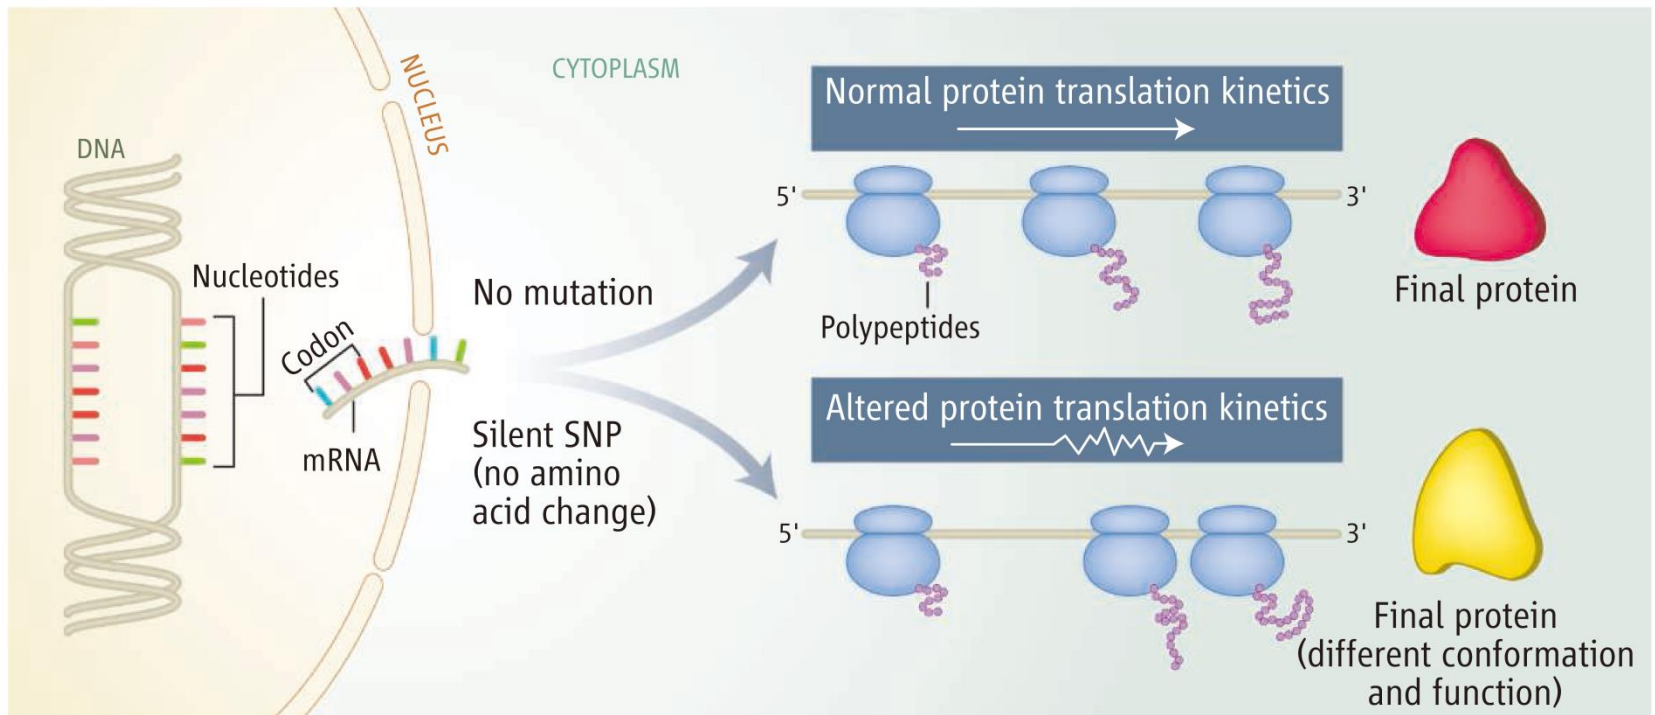 DNA
NUCLEUS
CYTOPLASM
Nucleotides
Codon
mRNA
No mutation
Silent SNP
(no amino
acid change)
Normal protein translation kinetics
5' 3'
Polypeptides
Final protein
Altered protein translation kinetics
5' 3'
Final protein
(different conformation
and function)